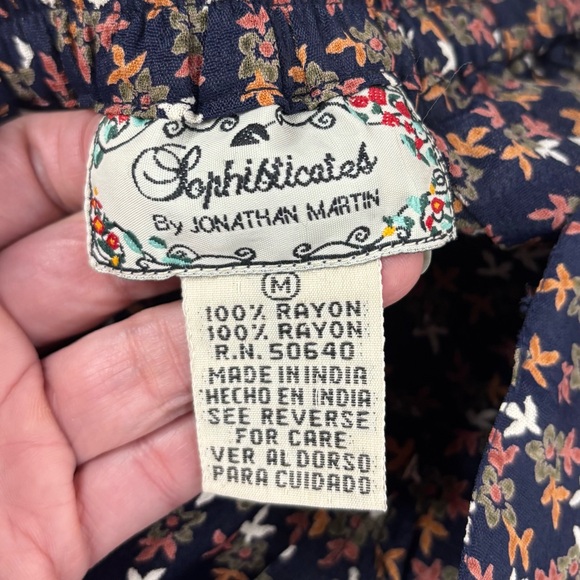 Sophisticates
By JONATHAN MARTIN
M
100% RAYON
100% RAYON
R.N. 50640
MADE IN INDIA
HECHO EN INDIA
SEE REVERSE
FOR CARE
VER AL DORSO
PARA CUIDADO